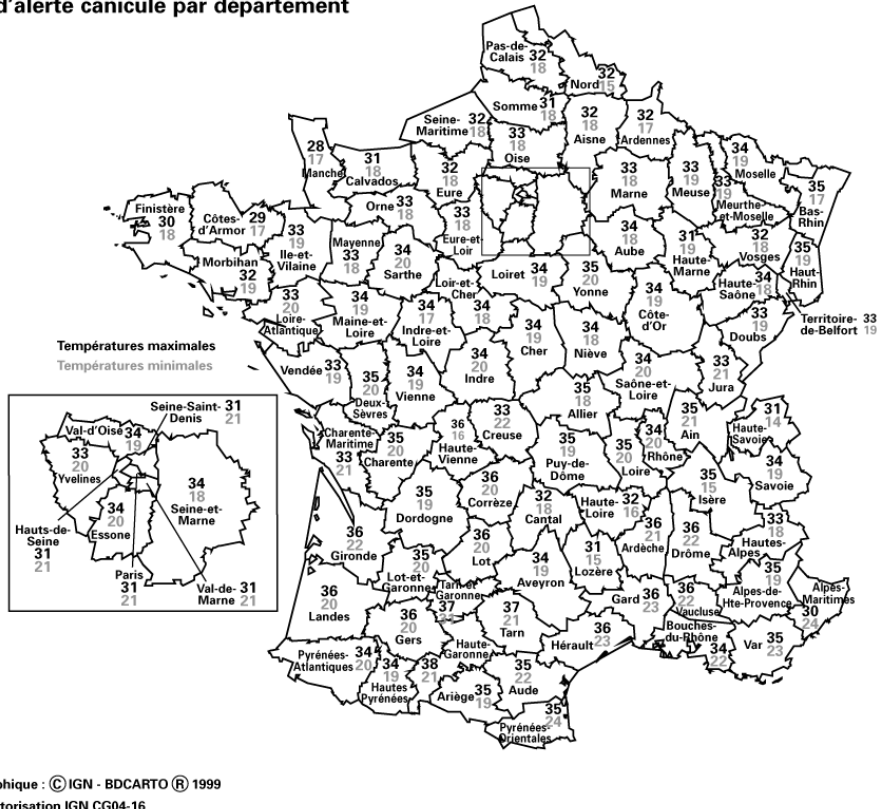 d'alerte canicule par département
Pas-de-
Calais 32
18
Nord 32
15
Somme 31
18
Seine-
Maritime 32
18
33
18
Oise
32
18
Aisne
32
17
Ardennes
28
17
Manche
31
18
Calvados
32
18
Eure
33
18
Marne
33
19
Meuse
34
19
Moselle
33
19
Meurthe-
et-Moselle
35
17
Bas-
Rhin
Finistère
30
18
Côtes-
d'Armor 29
17
Orne 33
18
33
18
Eure-et-
Loir
33
19
Ile-et-
Vilaine
Mayenne
33
18
34
20
Sarthe
34
18
Aube
31
19
Haute-
Marne
32
18
Vosges
35
19
Haut-
Rhin
Morbihan
32
19
Loir-et-
Cher
34
18
Loiret 34
19
35
20
Yonne
34
19
Côte-
d'Or
Haute-
Saône 34
18
Territoire-
de-Belfort 33
19
33
19
Doubs
33
20
Loire-
Atlantique
34
19
Maine-et-
Loire
34
17
Indre-et-
Loire
34
19
Cher
34
18
Niève
Températures maximales
Températures minimales
Vendée 33
19
35
20
Deux-
Sèvres
34
19
Vienne
34
20
Indre
34
20
Saône-et-
Loire
33
21
Jura
35
18
Allier
Charente-
Maritime
33
21
35
20
Charente
36
16
Haute-
Vienne
33
22
Creuse
35
19
Puy-de-
Dôme
35
20
Loire
34
20
Rhône
35
21
Ain
31
14
Haute-
Savoie
34
19
Savoie
35
15
Isère
Seine-Saint-
Denis 31
21
Val-d'Oise 34
19
33
20
Yvelines
34
18
Seine-et-
Marne
34
20
Essone
Hauts-de-
Seine
31
21
Paris
31
21
Val-de-
Marne 31
21
35
19
Dordogne
36
20
Corrèze
32
18
Cantal
Haute-
Loire 32
16
36
22
Gironde
35
20
Lot-et-
Garonne
36
20
Lot
34
19
Aveyron
31
15
Lozère
36
21
Ardèche
36
22
Drôme
33
18
Hautes-
Alpes
36
20
Landes
Tarn-et
Garonne
37
21
36
20
Gers
37
21
Tarn
Gard 36
23
36
22
Vaucluse
35
19
Alpes-de-
Hte-Provence
Alpes-
Maritimes
30
24
Pyrénées-
Atlantiques 34
20
34
19
Hautes
Pyrénées
Haute-
Garonne
38
21
Ariège 35
19
35
22
Aude
Hérault 36
23
Bouches-
du-Rhône
34
22
Var 35
23
35
24
Pyrénées-
Orientales
phique : © IGN - BDCARTO ® 1999
torisation IGN CG04-16